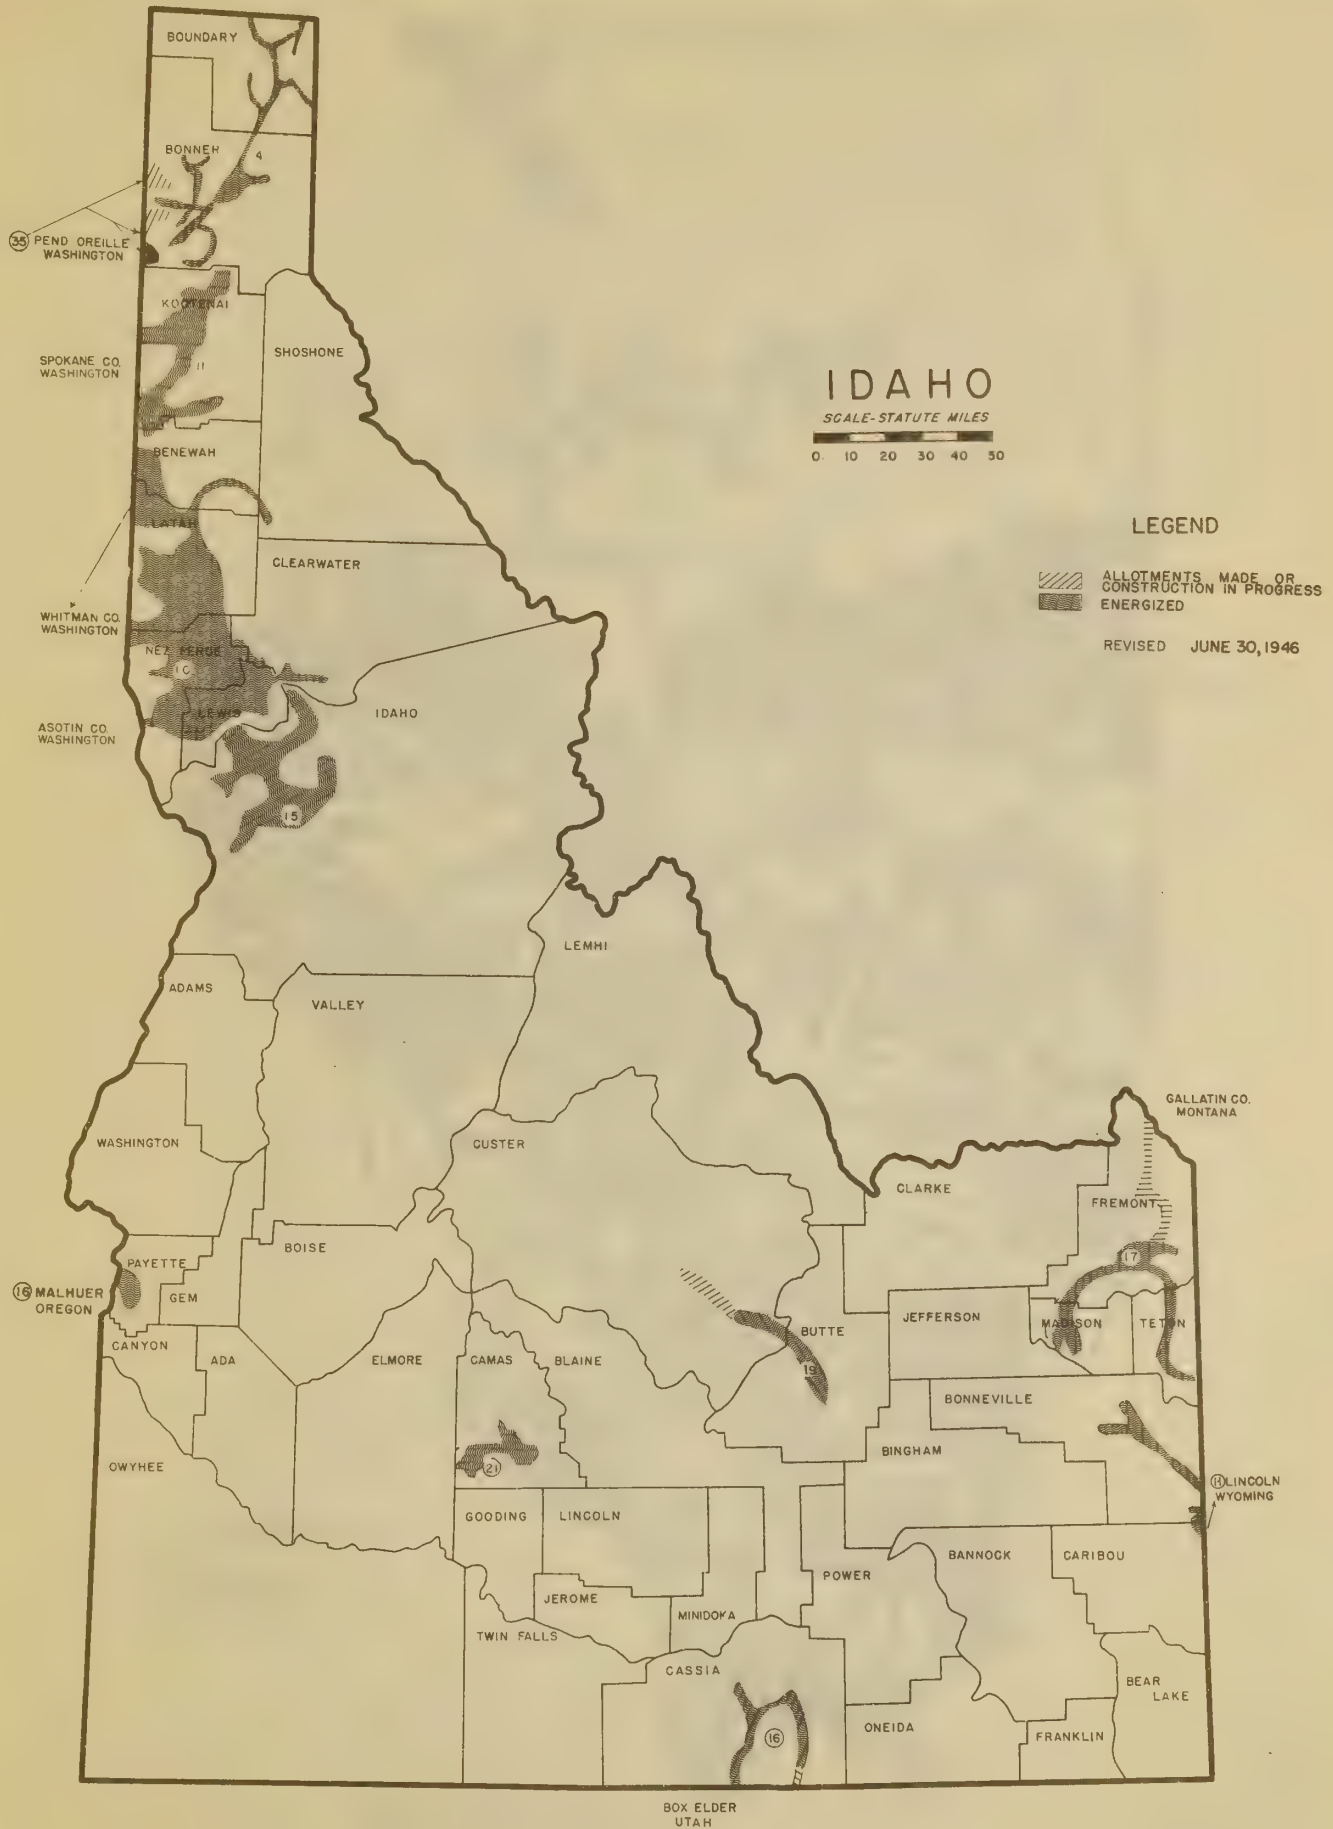 BOUNDARY
BONNER
4
35 PEND OREILLE
WASHINGTON
KOOTENAI
SHOSHONE
SPOKANE CO.
WASHINGTON
11
IDAHO
SCALE-STATUTE MILES
0 10 20 30 40 50
BENEWAH
LATAH
LEGEND
ALLOTMENTS MADE OR
CONSTRUCTION IN PROGRESS
ENERGIZED
REVISED JUNE 30, 1946
CLEARWATER
WHITMAN CO.
WASHINGTON
NEZ PERCE
10
LEWIS
IDAHO
ASOTIN CO.
WASHINGTON
15
LEMHI
ADAMS
VALLEY
GALLATIN CO.
MONTANA
WASHINGTON
CUSTER
CLARKE
FREMONT
BOISE
PAYETTE
17
16 MALHUER
OREGON
GEM
CANYON
ADA
ELMORE
CAMAS
BLAINE
BUTTE
JEFFERSON
MADISON
TETON
19
BONNEVILLE
BINGHAM
OWYHEE
21
11 LINCOLN
WYOMING
GOODING
LINCOLN
BANNOCK
CARIBOU
POWER
JEROME
MINIDOKA
TWIN FALLS
CASSIA
BEAR
LAKE
ONEIDA
FRANKLIN
16
BOX ELDER
UTAH